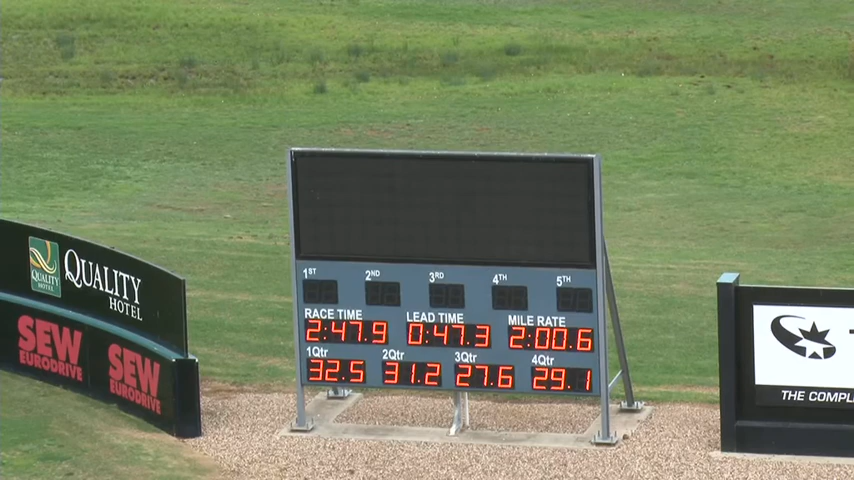 1ST 2ND 3RD 4TH 5TH
RACE TIME LEAD TIME MILE RATE
2:47.9 0:47.3 2:00.6
1Qtr 2Qtr 3Qtr 4Qtr
32.5 31.2 27.6 29.1
QUALITY
HOTEL
QUALITY
HOTEL
SEW
EURODRIVE
SEW
EURODRIVE
THE COMPL